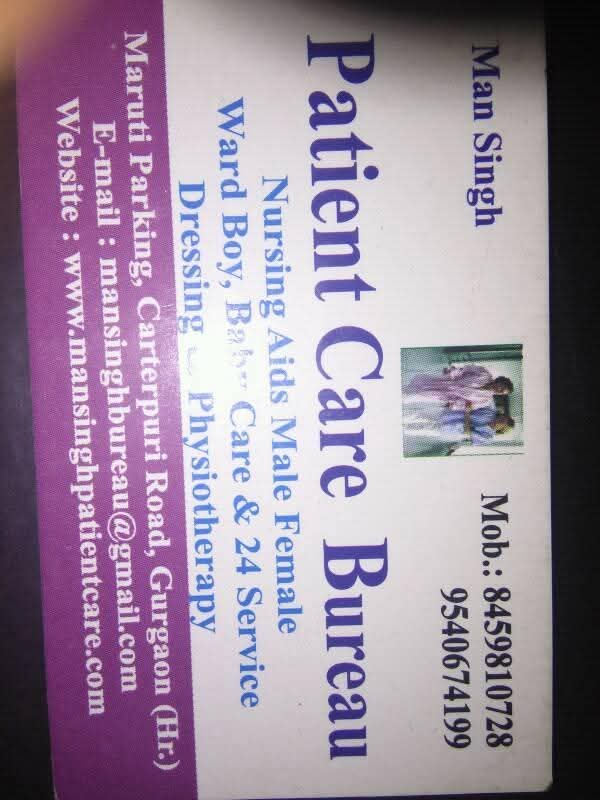 Man Singh
Mob.: 8459810728
9540674199
Patient Care Bureau
Nursing Aids Male Female
Ward Boy, Baby Care & 24 Service
Dressing Physiotherapy
Maruti Parking, Carterpuri Road, Gurgaon (Hr.)
E-mail : mansinghbureau@gmail.com
Website : www.mansinghpatientcare.com